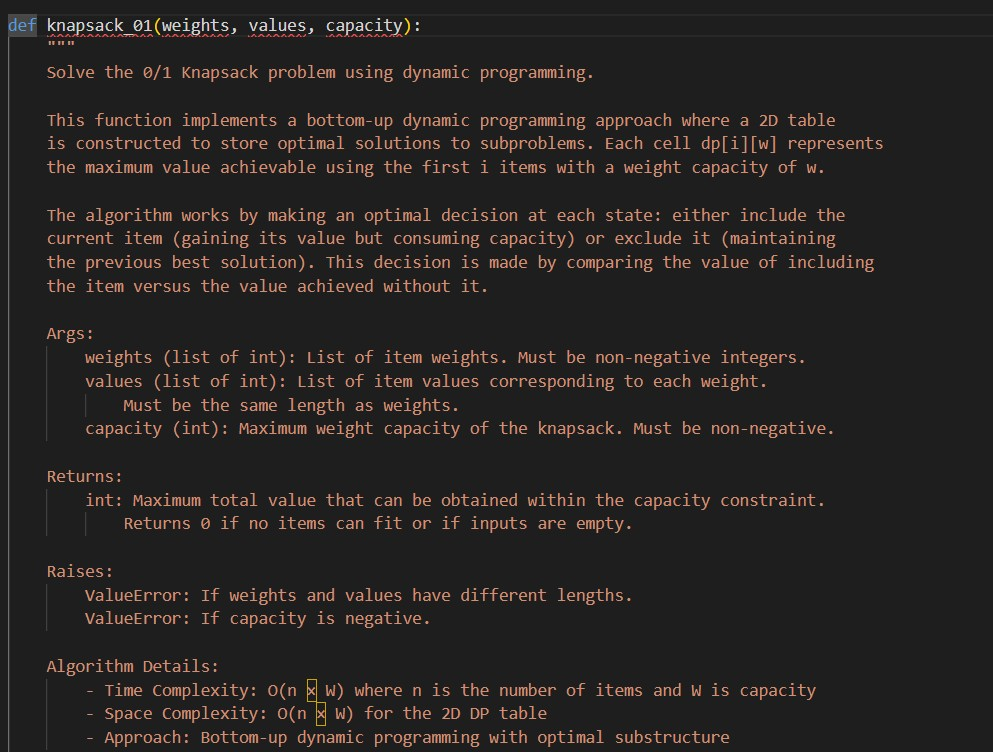 def knapsack_01(weights, values, capacity):
"""
Solve the 0/1 Knapsack problem using dynamic programming.
This function implements a bottom-up dynamic programming approach where a 2D table
is constructed to store optimal solutions to subproblems. Each cell dp[i][w] represents
the maximum value achievable using the first i items with a weight capacity of w.
The algorithm works by making an optimal decision at each state: either include the
current item (gaining its value but consuming capacity) or exclude it (maintaining
the previous best solution). This decision is made by comparing the value of including
the item versus the value achieved without it.
Args:
weights (list of int): List of item weights. Must be non-negative integers.
values (list of int): List of item values corresponding to each weight.
Must be the same length as weights.
capacity (int): Maximum weight capacity of the knapsack. Must be non-negative.
Returns:
int: Maximum total value that can be obtained within the capacity constraint.
Returns 0 if no items can fit or if inputs are empty.
Raises:
ValueError: If weights and values have different lengths.
ValueError: If capacity is negative.
Algorithm Details:
- Time Complexity: O(n × W) where n is the number of items and W is capacity
- Space Complexity: O(n × W) for the 2D DP table
- Approach: Bottom-up dynamic programming with optimal substructure